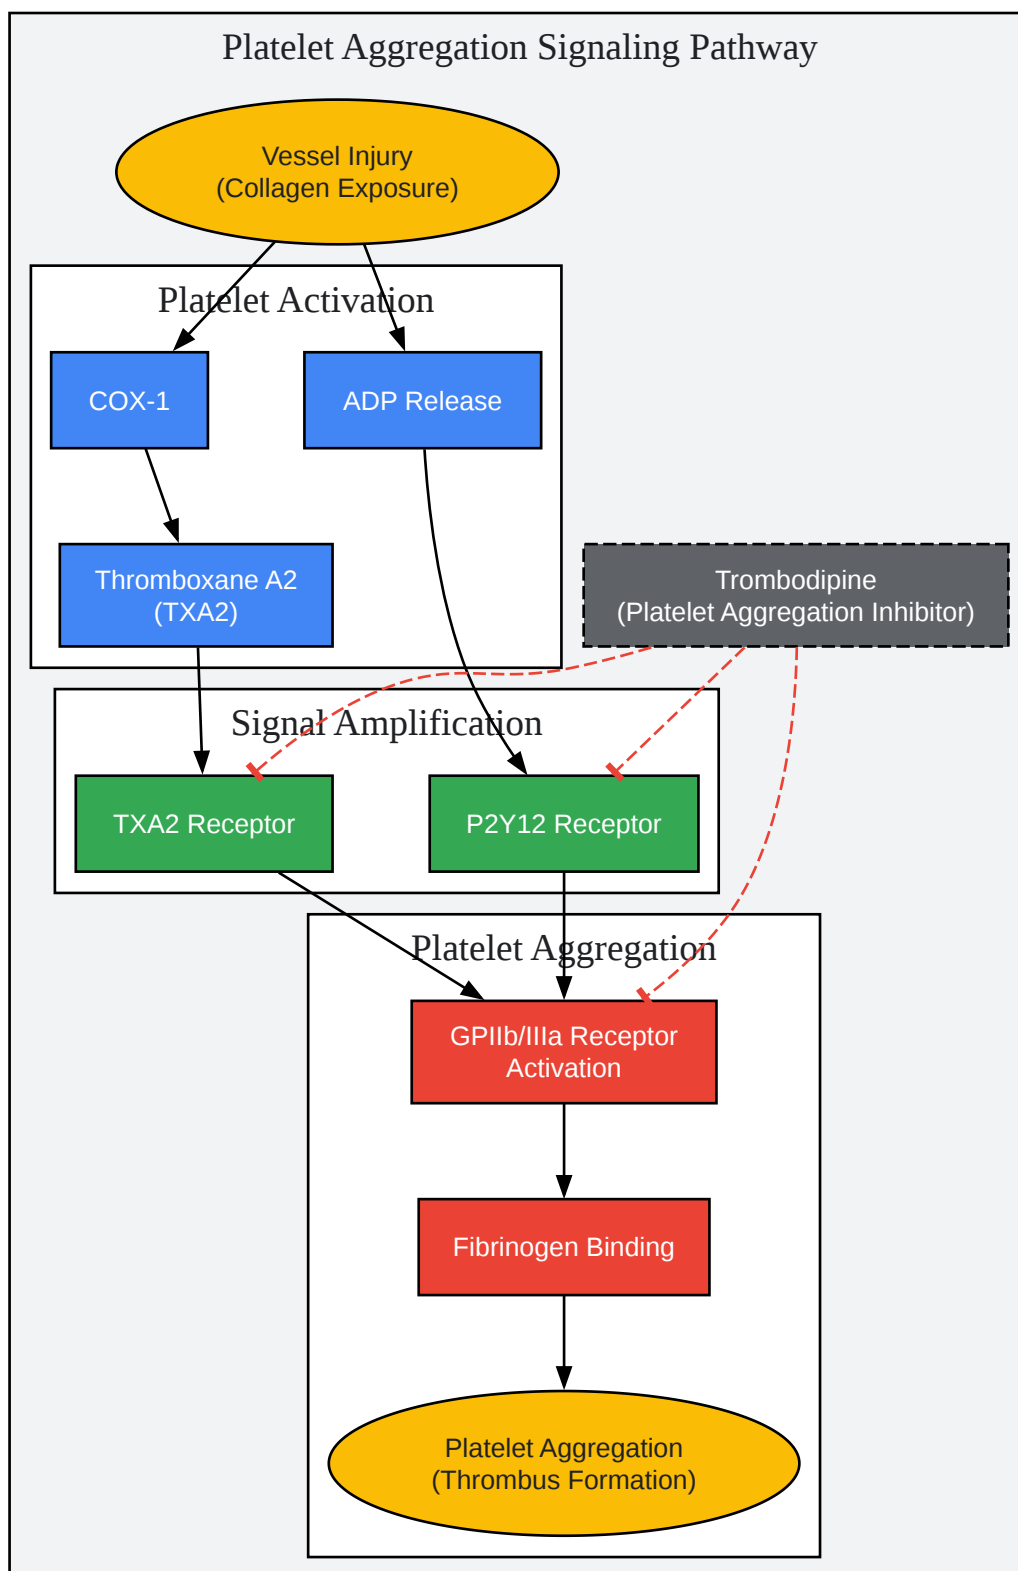 Platelet Aggregation Signaling Pathway
Vessel Injury
(Collagen Exposure)
Platelet Activation
COX-1
ADP Release
Thromboxane A2
(TXA2)
Trombodipine
(Platelet Aggregation Inhibitor)
Signal Amplification
TXA2 Receptor
P2Y12 Receptor
Platelet Aggregation
GPIIb/IIIa Receptor
Activation
Fibrinogen Binding
Platelet Aggregation
(Thrombus Formation)